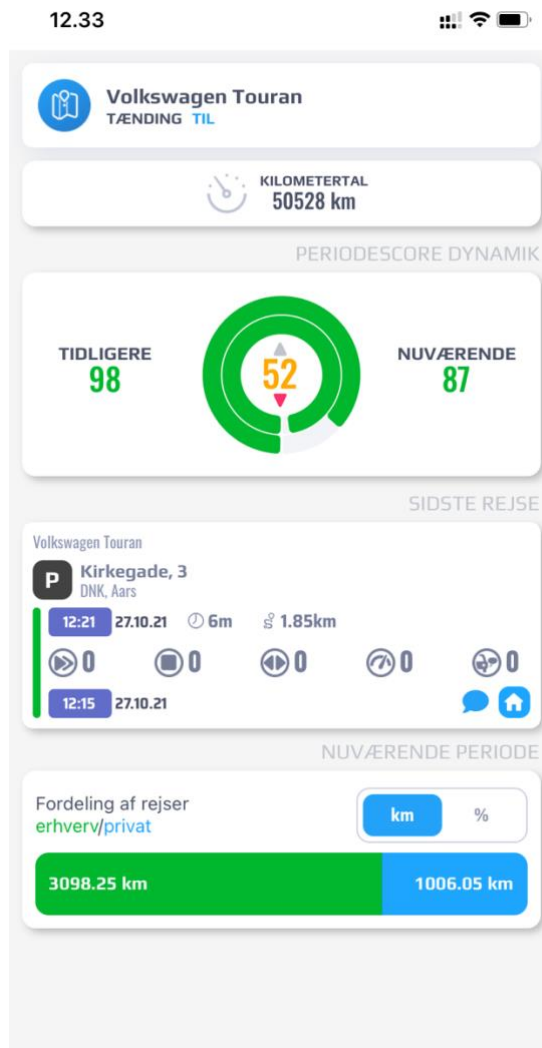 12.33
Volkswagen Touran
TÆNDING TIL
KILOMETERTAL
50528 km
PERIODESCORE DYNAMIK
TIDLIGERE
98
52
NUVÆRENDE
87
SIDSTE REJSE
Volkswagen Touran
P Kirkegade, 3
DNK, Aars
12:21 27.10.21 6m 1.85km
0 0 0 0 0
12:15 27.10.21
NUVÆRENDE PERIODE
Fordeling af rejser
erhverv/privat
km %
3098.25 km 1006.05 km